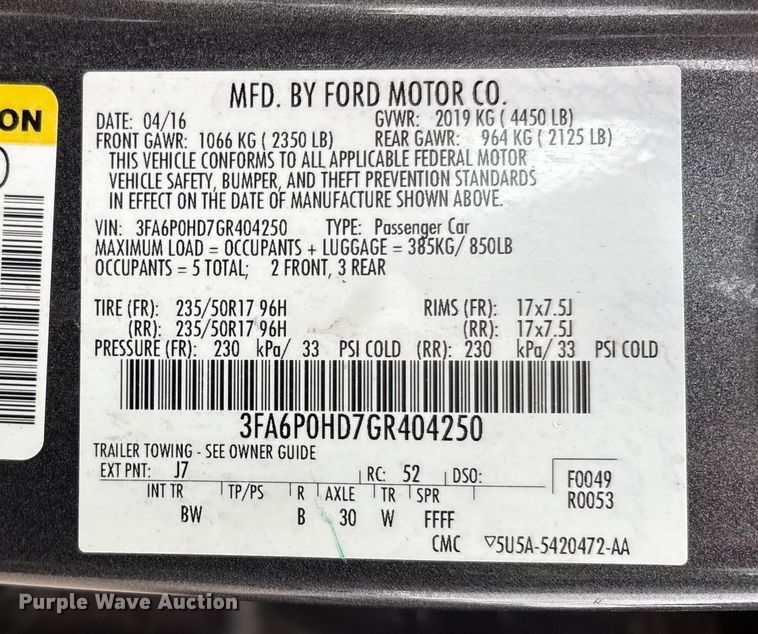 ON
MFD. BY FORD MOTOR CO.
DATE: 04/16 GVWR: 2019 KG ( 4450 LB)
FRONT GAWR: 1066 KG ( 2350 LB) REAR GAWR: 964 KG ( 2125 LB)
THIS VEHICLE CONFORMS TO ALL APPLICABLE FEDERAL MOTOR
VEHICLE SAFETY, BUMPER, AND THEFT PREVENTION STANDARDS
IN EFFECT ON THE DATE OF MANUFACTURE SHOWN ABOVE.
VIN: 3FA6P0HD7GR404250 TYPE: Passenger Car
MAXIMUM LOAD = OCCUPANTS + LUGGAGE = 385KG/ 850LB
OCCUPANTS = 5 TOTAL; 2 FRONT, 3 REAR
TIRE (FR): 235/50R17 96H RIMS (FR): 17x7.5J
(RR): 235/50R17 96H (RR): 17x7.5J
PRESSURE (FR): 230 kPa/ 33 PSI COLD (RR): 230 kPa/ 33 PSI COLD
3FA6P0HD7GR404250
TRAILER TOWING - SEE OWNER GUIDE
EXT PNT: J7 RC: 52 DSO: F0049
R0053
INT TR TP/PS R AXLE TR SPR
BW B 30 W FFFF
CMC ▽5U5A-5420472-AA
Purple Wave Auction